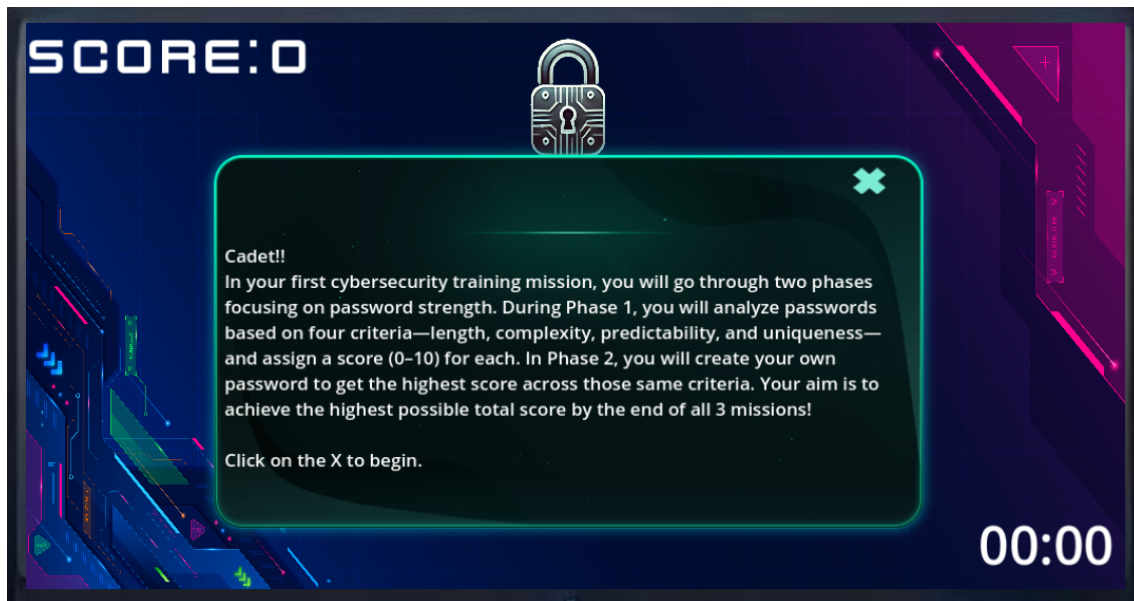 SCORE:0
Cadet!!
In your first cybersecurity training mission, you will go through two phases
focusing on password strength. During Phase 1, you will analyze passwords
based on four criteria—length, complexity, predictability, and uniqueness—
and assign a score (0–10) for each. In Phase 2, you will create your own
password to get the highest score across those same criteria. Your aim is to
achieve the highest possible total score by the end of all 3 missions!
Click on the X to begin.
00:00